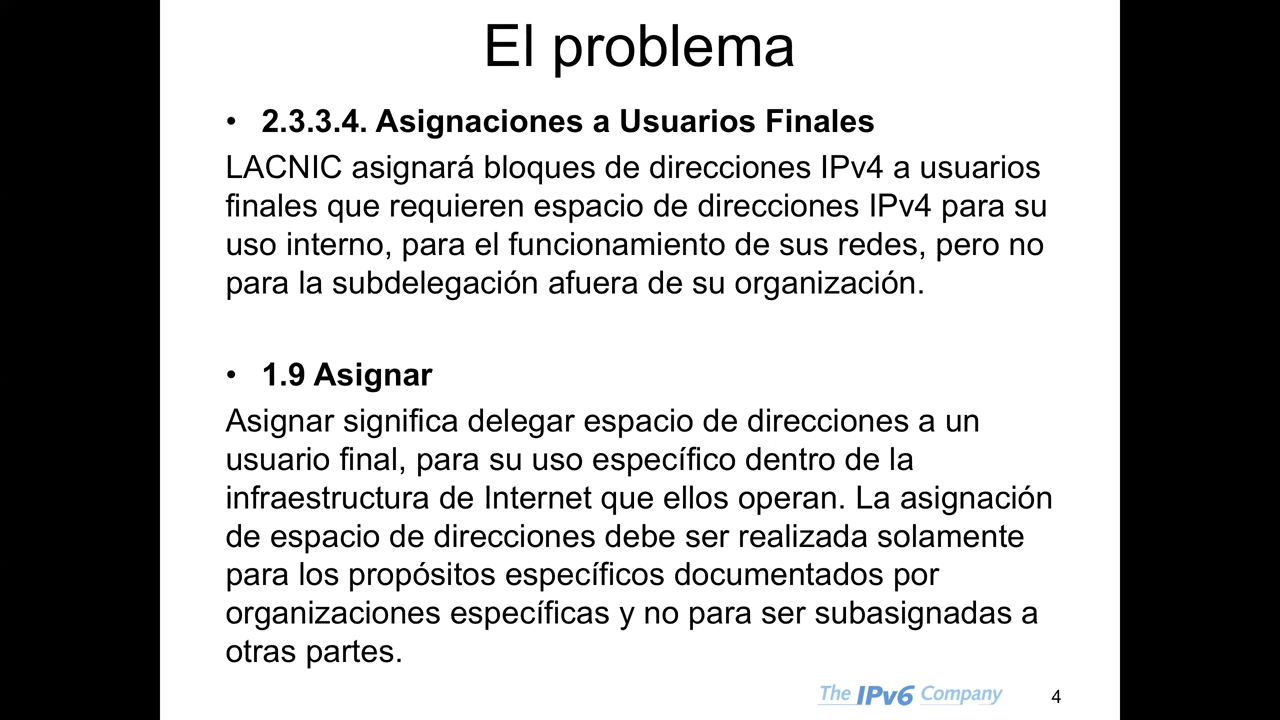 El problema
• 2.3.3.4. Asignaciones a Usuarios Finales
LACNIC asignará bloques de direcciones IPv4 a usuarios
finales que requieren espacio de direcciones IPv4 para su
uso interno, para el funcionamiento de sus redes, pero no
para la subdelegación afuera de su organización.
• 1.9 Asignar
Asignar significa delegar espacio de direcciones a un
usuario final, para su uso específico dentro de la
infraestructura de Internet que ellos operan. La asignación
de espacio de direcciones debe ser realizada solamente
para los propósitos específicos documentados por
organizaciones específicas y no para ser subasignadas a
otras partes.
The IPv6 Company 4